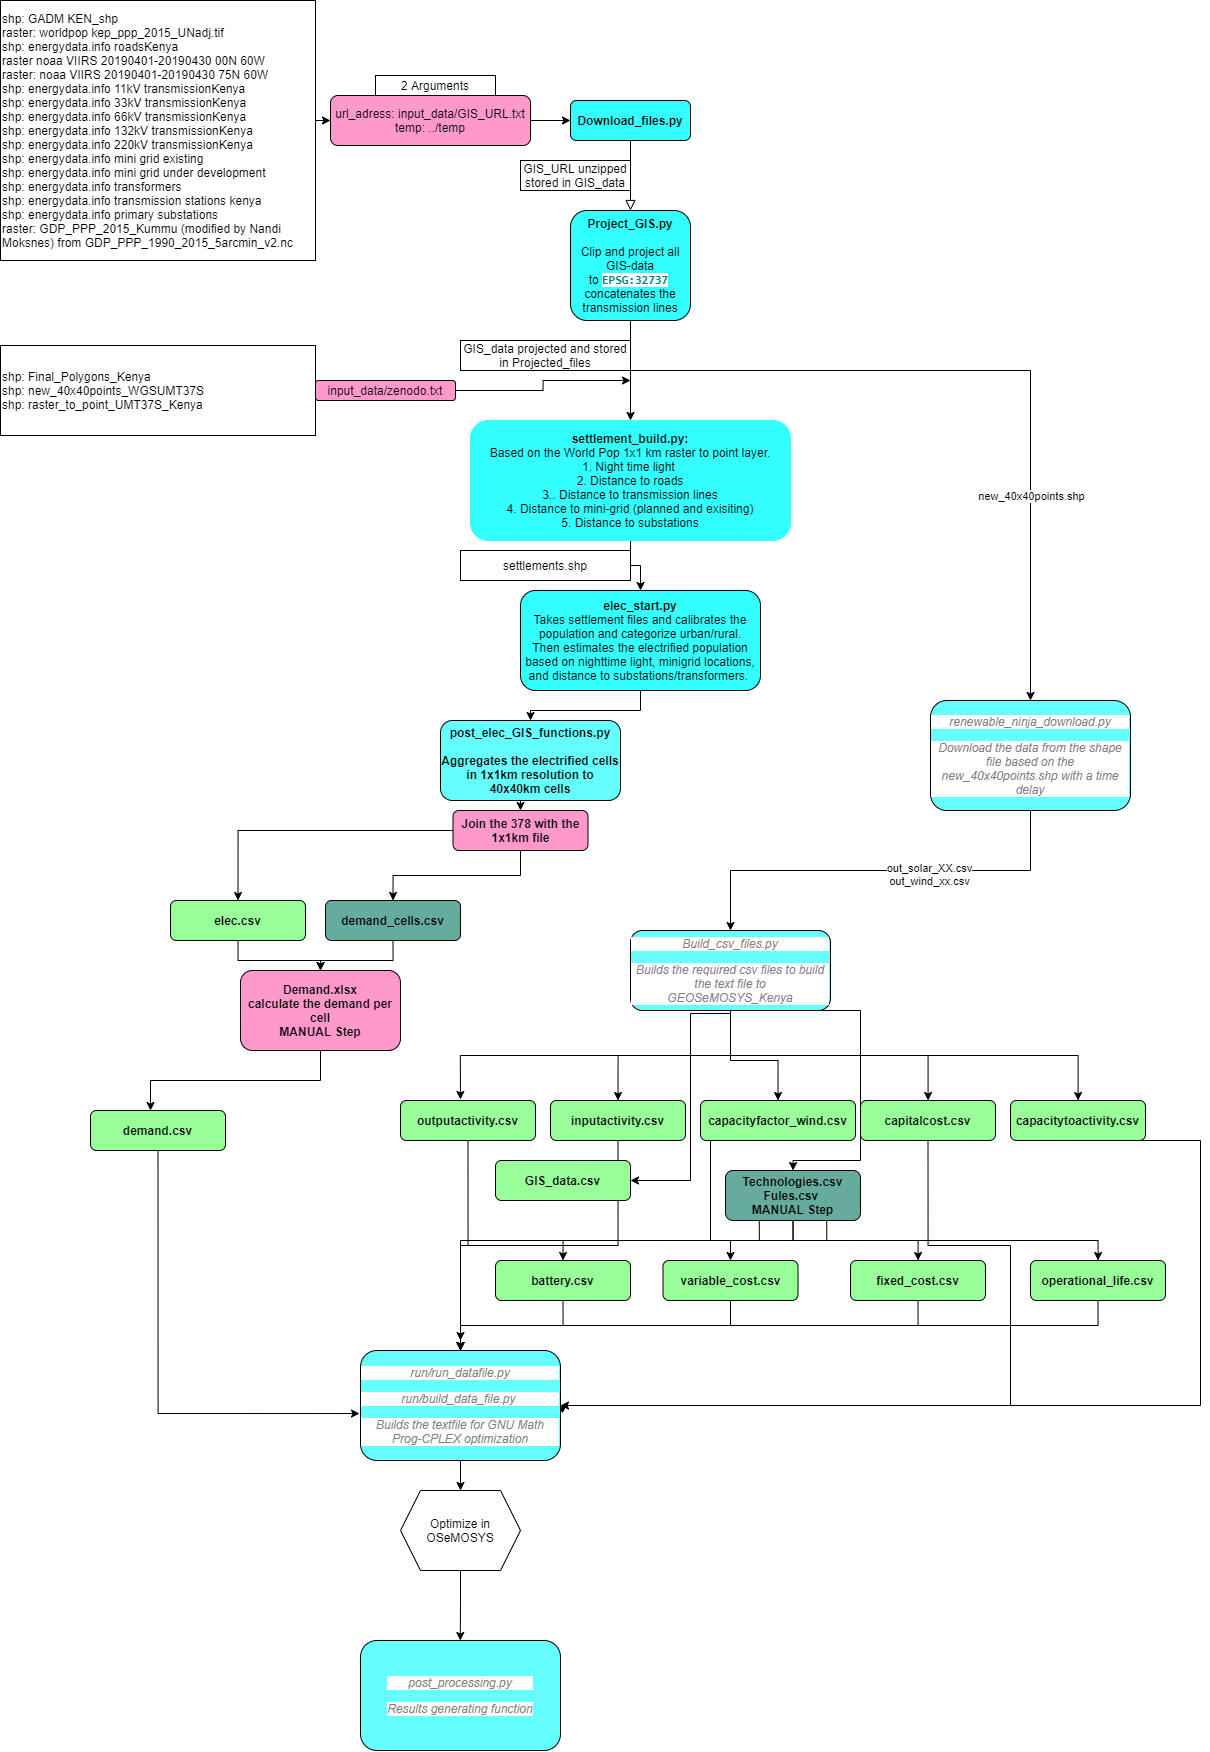 shp: GADM KEN_shp
raster: worldpop kep_ppp_2015_UNadj.tif
shp: energydata.info roadsKenya
raster noaa VIIRS 20190401-20190430 00N 60W
raster: noaa VIIRS 20190401-20190430 75N 60W
shp: energydata.info 11kV transmissionKenya
shp: energydata.info 33kV transmissionKenya
shp: energydata.info 66kV transmissionKenya
shp: energydata.info 132kV transmissionKenya
shp: energydata.info 220kV transmissionKenya
shp: energydata.info mini grid existing
shp: energydata.info mini grid under development
shp: energydata.info transformers
shp: energydata.info transmission stations kenya
shp: energydata.info primary substations
raster: GDP_PPP_2015_Kummu (modified by Nandi
Moksnes) from GDP_PPP_1990_2015_5arcmin_v2.nc
2 Arguments
url_adress: input_data/GIS_URL.txt
temp: ../temp
Download_files.py
GIS_URL unzipped
stored in GIS_data
Project_GIS.py
Clip and project all
GIS-data
to EPSG:32737
concatenates the
transmission lines
GIS_data projected and stored
in Projected_files
shp: Final_Polygons_Kenya
shp: new_40x40points_WGSUMT37S
shp: raster_to_point_UMT37S_Kenya
input_data/zenodo.txt
settlement_build.py:
Based on the World Pop 1x1 km raster to point layer.
1. Night time light
2. Distance to roads
3.. Distance to transmission lines
4. Distance to mini-grid (planned and exisiting)
5. Distance to substations
new_40x40points.shp
settlements.shp
elec_start.py
Takes settlement files and calibrates the
population and categorize urban/rural.
Then estimates the electrified population
based on nighttime light, minigrid locations,
and distance to substations/transformers.
post_elec_GIS_functions.py
Aggregates the electrified cells
in 1x1km resolution to
40x40km cells
renewable_ninja_download.py
Download the data from the shape
file based on the
new_40x40points.shp with a time
delay
Join the 378 with the
1x1km file
out_solar_XX.csv
out_wind_xx.csv
elec.csv
demand_cells.csv
Build_csv_files.py
Builds the required csv files to build
the text file to
GEOSeMOSYS_Kenya
Demand.xlsx
calculate the demand per
cell
MANUAL Step
demand.csv
outputactivity.csv
inputactivity.csv
capacityfactor_wind.csv
capitalcost.csv
capacitytoactivity.csv
GIS_data.csv
Technologies.csv
Fules.csv
MANUAL Step
battery.csv
variable_cost.csv
fixed_cost.csv
operational_life.csv
run/run_datafile.py
run/build_data_file.py
Builds the textfile for GNU Math
Prog-CPLEX optimization
Optimize in
OSeMOSYS
post_processing.py
Results generating function